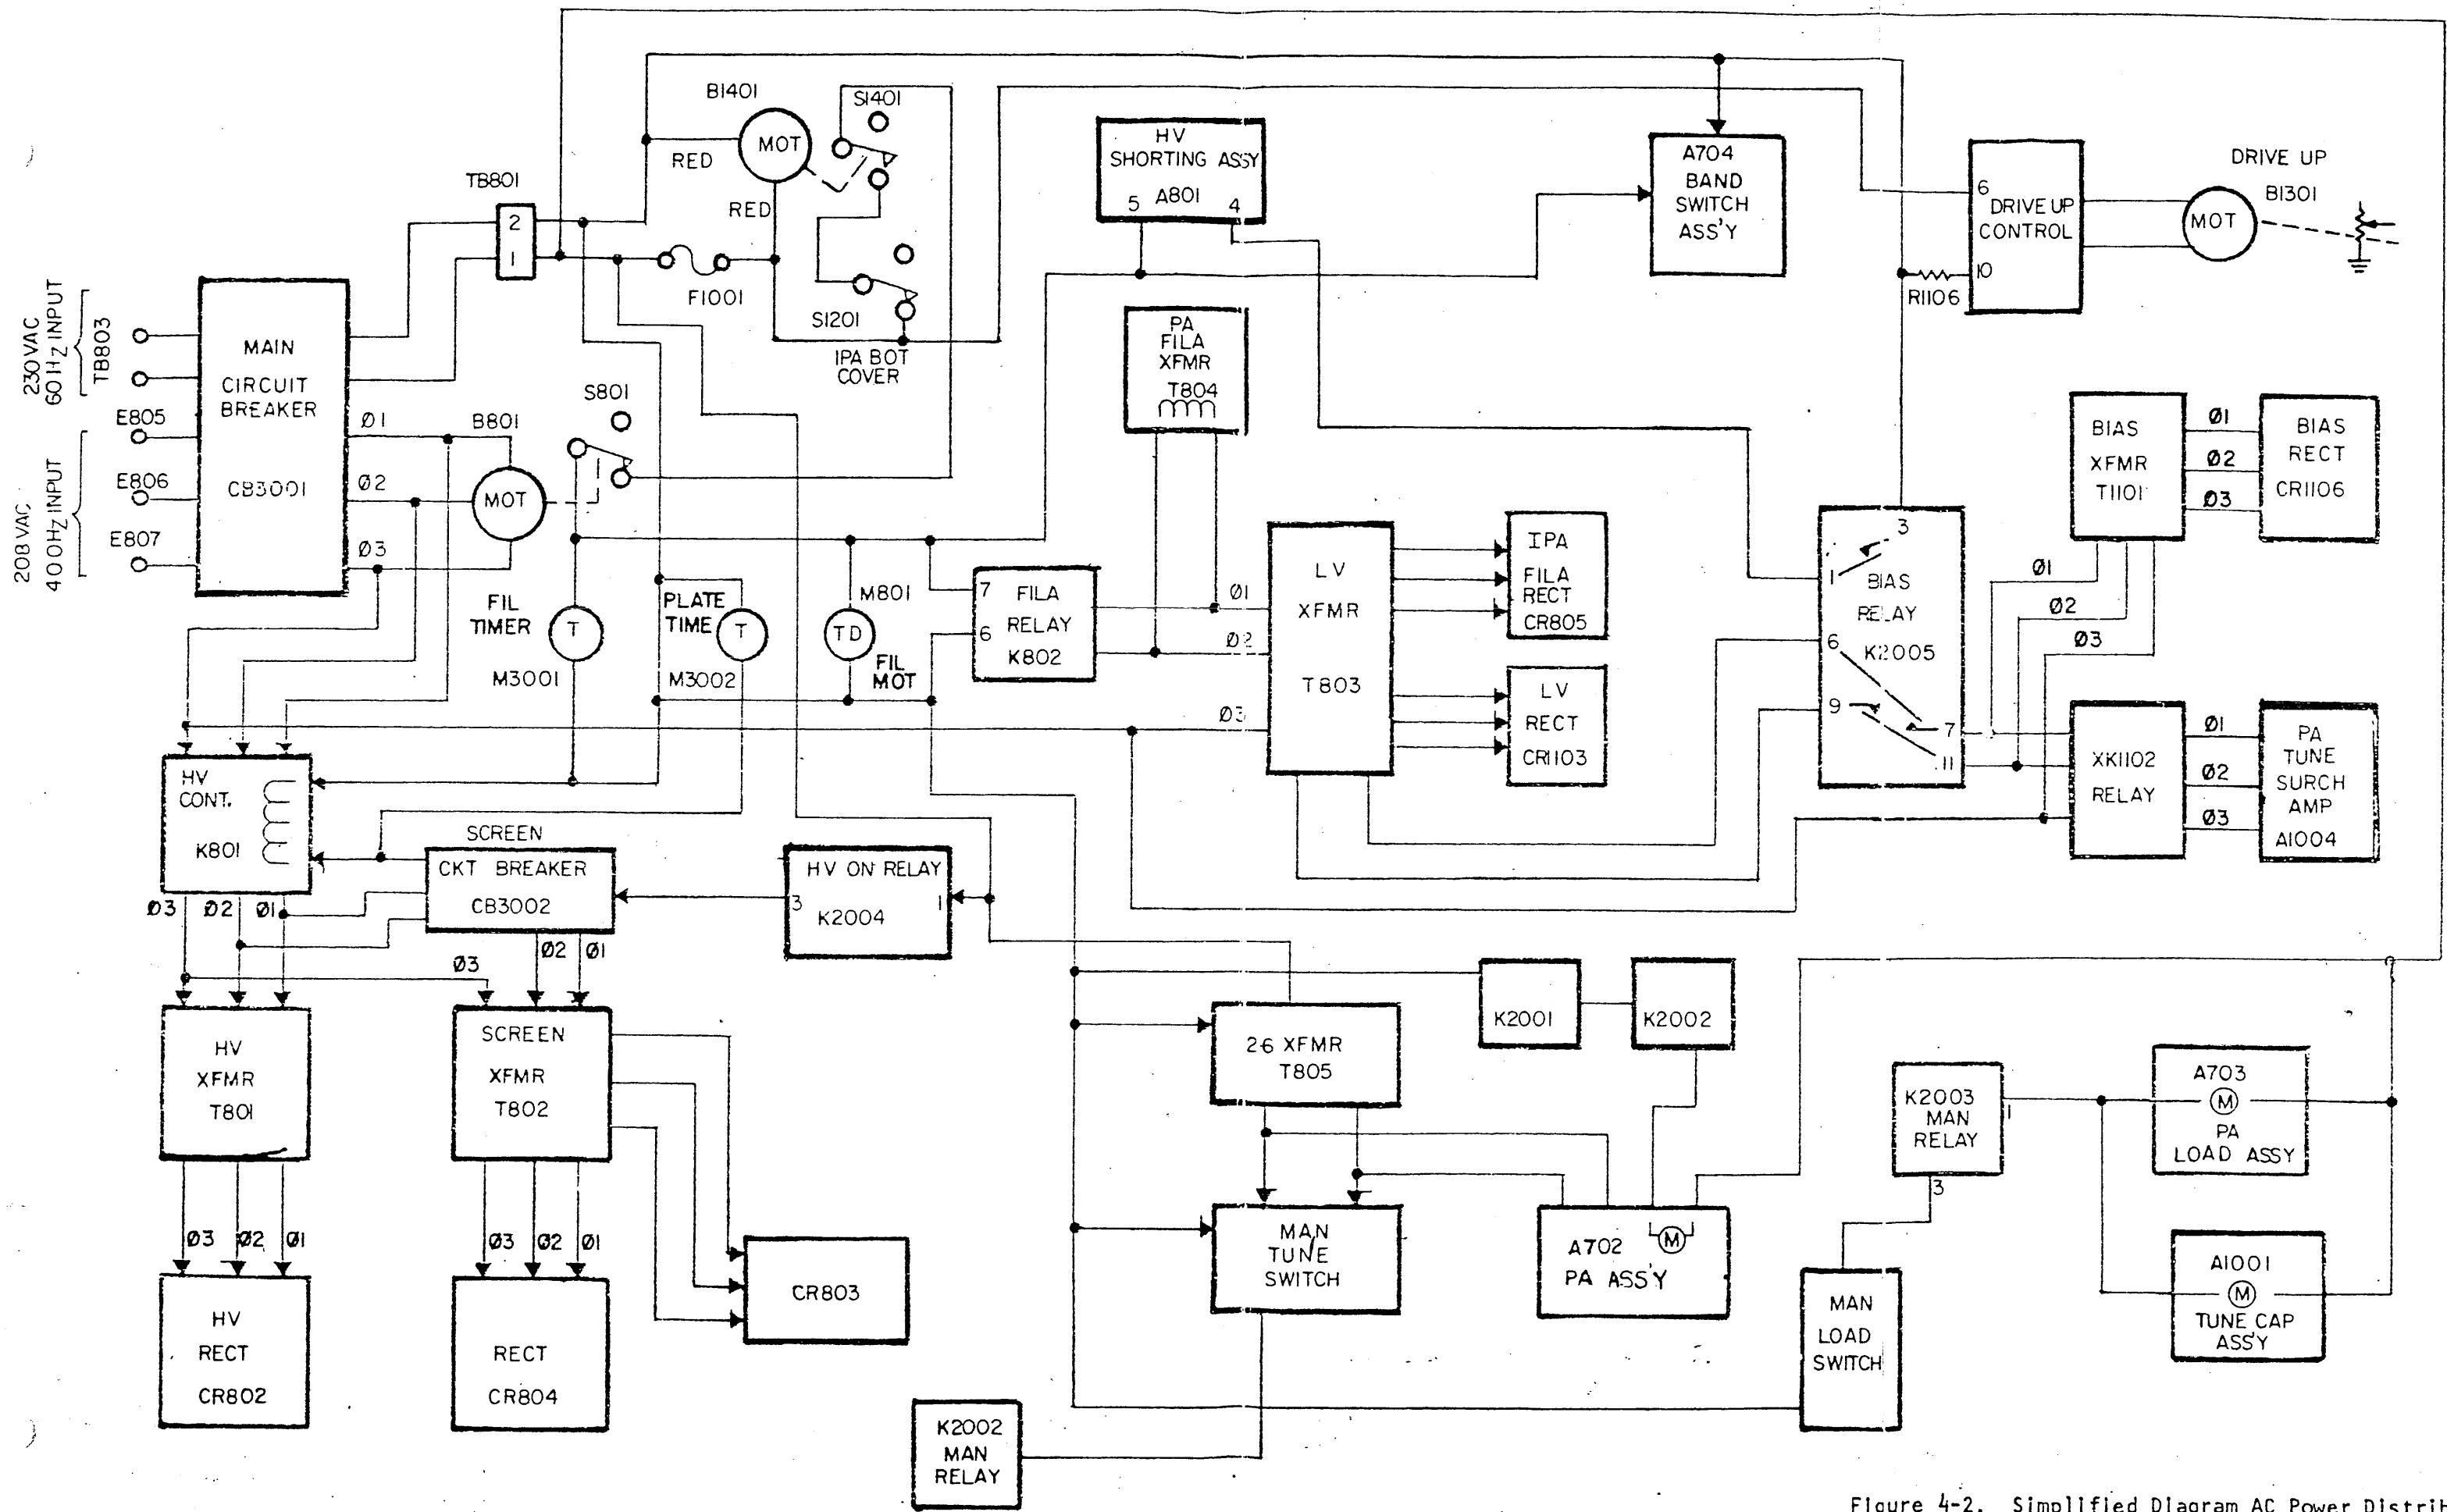 B1401
MOT
RED
RED
S1401
TB801
2
1
F1001
S1201
IPA BOT
COVER
HV
SHORTING ASSY
A801
5
4
A704
BAND
SWITCH
ASS'Y
6
DRIVE UP
CONTROL
10
R1106
DRIVE UP
B1301
MOT
230VAC
60HZ INPUT
TB803
208 VAC
400HZ INPUT
E805
E806
E807
MAIN
CIRCUIT
BREAKER
CB3001
Ø1
Ø2
Ø3
B801
MOT
S801
PA
FILA
XFMR
T804
FIL
TIMER
T
M3001
PLATE
TIME
T
M3002
M801
TD
FIL
MOT
7
6
FILA
RELAY
K802
Ø1
Ø2
Ø3
LV
XFMR
T803
IPA
FILA
RECT
CR805
LV
RECT
CR1103
3
1
BIAS
RELAY
K2005
6
9
7
11
BIAS
XFMR
T1101
Ø1
Ø2
Ø3
BIAS
RECT
CR1106
Ø1
Ø2
Ø3
XK1102
RELAY
Ø1
Ø2
Ø3
PA
TUNE
SURCH
AMP
A1004
HV
CONT.
K801
Ø3
Ø2
Ø1
SCREEN
CKT BREAKER
CB3002
Ø3
Ø2
Ø1
HV ON RELAY
3
1
K2004
HV
XFMR
T801
Ø3
Ø2
Ø1
HV
RECT
CR802
SCREEN
XFMR
T802
Ø3
Ø2
Ø1
RECT
CR804
CR803
26 XFMR
T805
MAN
TUNE
SWITCH
K2002
MAN
RELAY
K2001
K2002
M
A702
PA ASS'Y
K2003
MAN
RELAY
1
3
MAN
LOAD
SWITCH
A703
M
PA
LOAD ASSY
A1001
M
TUNE CAP
ASS'Y
Figure 4-2. Simplified Diagram AC Power Distrib